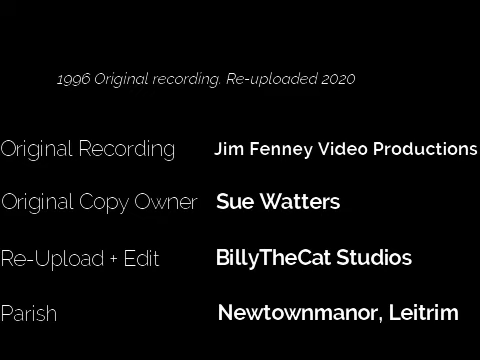 1996 Original recording. Re-uploaded 2020
Original Recording Jim Fenney Video Productions
Original Copy Owner Sue Watters
Re-Upload + Edit BillyTheCat Studios
Parish Newtownmanor, Leitrim